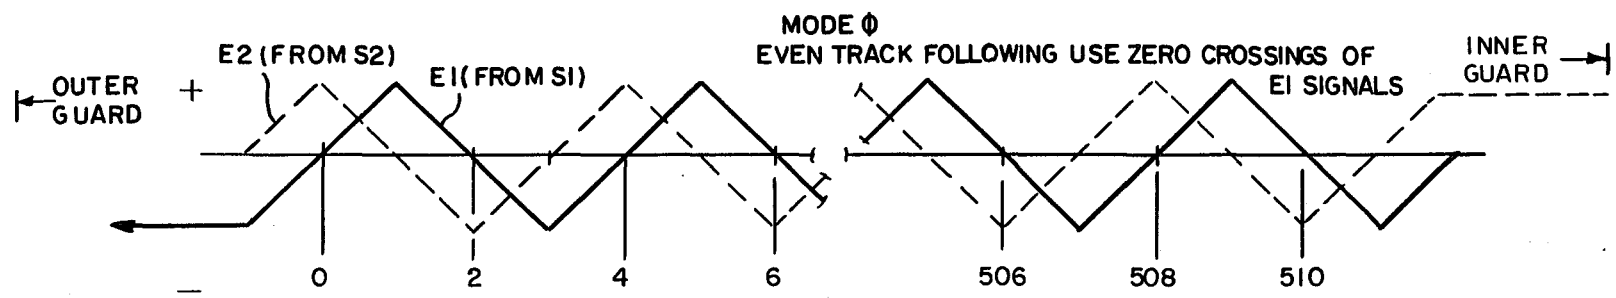 MODE Φ
EVEN TRACK FOLLOWING USE ZERO CROSSINGS OF
E1 SIGNALS
E2 (FROM S2)
E1 (FROM S1)
OUTER
GUARD
INNER
GUARD
+
−
0 2 4 6 506 508 510